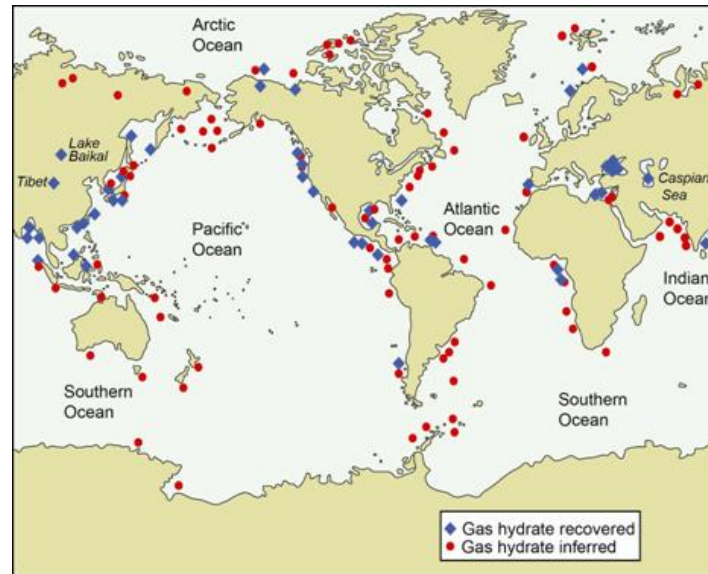 Arctic
Ocean
Lake
Baikal
Tibet
Pacific
Ocean
Atlantic
Ocean
Caspian
Sea
Indian
Ocean
Southern
Ocean
Southern
Ocean
Gas hydrate recovered
Gas hydrate inferred